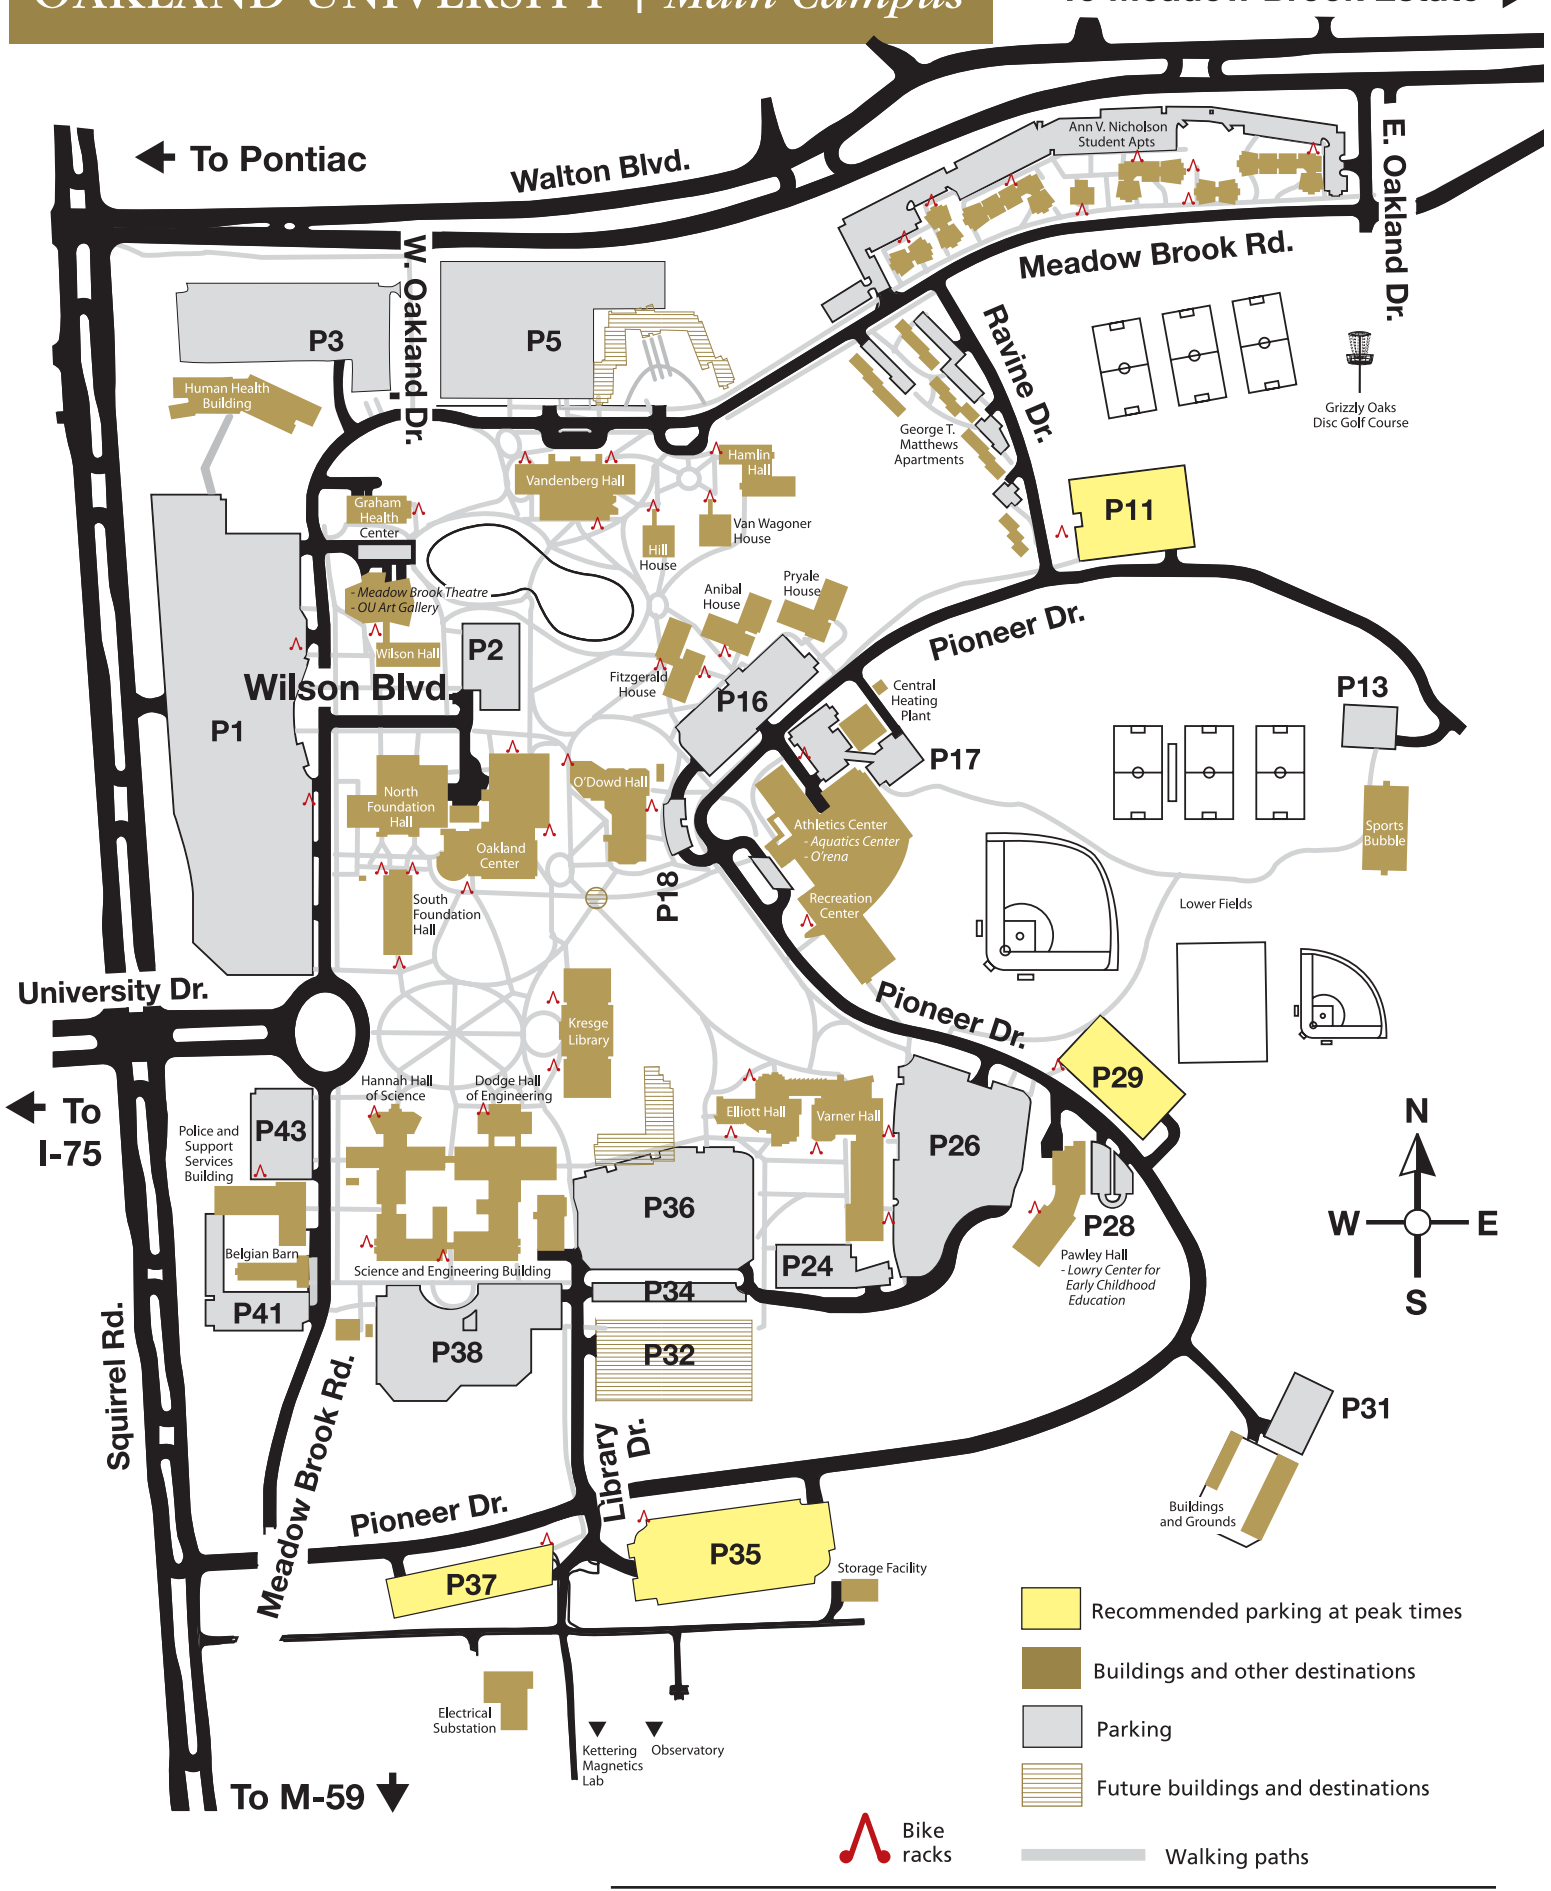 OAKLAND UNIVERSITY | Main Campus
To Meadow Brook Estate
To Pontiac
Walton Blvd.
Ann V. Nicholson
Student Apts
E. Oakland Dr.
W. Oakland Dr.
Meadow Brook Rd.
P3
P5
Ravine Dr.
Human Health
Building
Grizzly Oaks
Disc Golf Course
George T.
Matthews
Apartments
Hamlin
Hall
Vandenberg Hall
Graham
Health
Center
P11
Van Wagoner
House
Hill
House
- Meadow Brook Theatre
- OU Art Gallery
Anibal
House
Pryale
House
Pioneer Dr.
Wilson Hall
P2
Fitzgerald
House
Wilson Blvd.
P16
Central
Heating
Plant
P13
P1
P17
O'Dowd Hall
North
Foundation
Hall
Oakland
Center
Athletics Center
- Aquatics Center
- O'rena
Sports
Bubble
P18
South
Foundation
Hall
Recreation
Center
Lower Fields
University Dr.
Pioneer Dr.
Kresge
Library
To
I-75
Hannah Hall
of Science
Dodge Hall
of Engineering
P29
P43
Police and
Support
Services
Building
Elliott Hall
Varner Hall
P26
N
W
E
S
P36
P28
Belgian Barn
Science and Engineering Building
P24
Pawley Hall
- Lowry Center for
Early Childhood
Education
P41
P34
P38
P32
Squirrel Rd.
Meadow Brook Rd.
P31
Library
Dr.
Pioneer Dr.
Buildings
and Grounds
P37
P35
Storage Facility
Recommended parking at peak times
Buildings and other destinations
Electrical
Substation
Parking
Kettering
Magnetics
Lab
Observatory
To M-59
Future buildings and destinations
Bike
racks
Walking paths